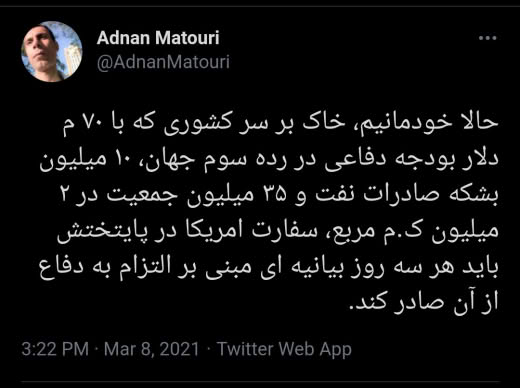 Adnan Matouri
@AdnanMatouri
حالا خودمانیم، خاک بر سر کشوری که با ۷۰ م
دلار بودجه دفاعی در رده سوم جهان، ۱۰ میلیون
بشکه صادرات نفت و ۳۵ میلیون جمعیت در ۲
میلیون ک.م مربع، سفارت امریکا در پایتختش
باید هر سه روز بیانیه ای مبنی بر التزام به دفاع
از آن صادر کند.
3:22 PM · Mar 8, 2021 · Twitter Web App